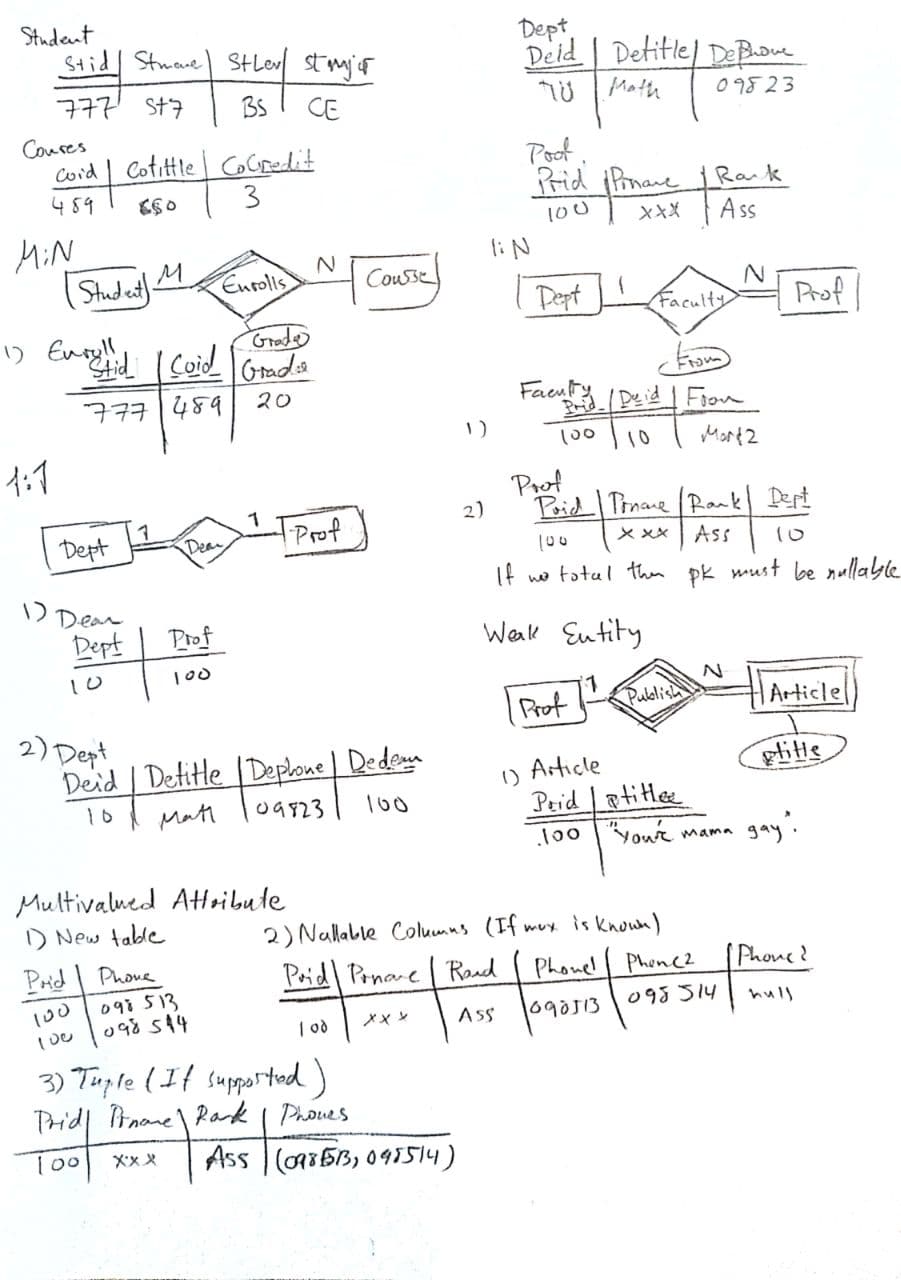 Student
Stid Stname StLev stmajor
777 St7 BS CE
Courses
Coid Cotittle CoCredit
489 3
Dept
DeId Detitle DePhone
10 Math 09823
Prof
Prid Prname Rank
100 xxx Ass
M:N
Student M Enrolls N Course
Grade
1) Enroll
Stid Coid Grade
777 489 20
1:N
Dept 1 Faculty N Prof
From
Faculty
1)
Prid Deid From
100 10
2)
Prof
Prid Prname Rank Dept
100 xxx Ass 10
If no total then pk must be nullable
1:1
Dept 1 Dean 1 Prof
1) Dean
Dept Prof
10 100
2) Dept
Deid Detitle Dephone Dedean
10 Math 09823 100
Weak Entity
Prof 1 Publish N Article
ptitle
1) Article
Prid ptitle
100 "Your mama gay".
Multivalued Attribute
1) New table
Prid Phone
100 098513
100 098514
2) Nullable Columns (If max is known)
Prid Prname Rand Phone1 Phone2 Phone?
100 xxx Ass 098513 098514 null
3) Tuple (If supported)
Prid Prname Rank Phones
100 xxx Ass (098513, 098514)